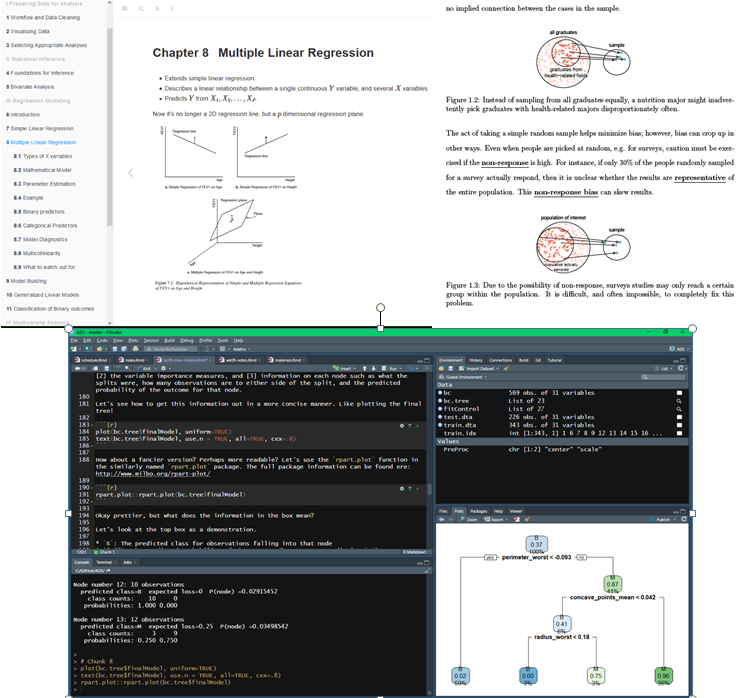 I Preparing Data for Analysis
1 Workflow and Data Cleaning
2 Visualizing Data
3 Selecting Appropriate Analyses
II Statistical Inference
4 Foundations for Inference
5 Bivariate Analysis
III Regression Modeling
6 Introduction
7 Simple Linear Regression
8 Multiple Linear Regression
8.1 Types of X variables
8.2 Mathematical Model
8.3 Parameter Estimation
8.4 Example
8.5 Binary predictors
8.6 Categorical Predictors
8.7 Model Diagnostics
8.8 Multicollinearity
8.9 What to watch out for
9 Model Building
10 Generalized Linear Models
11 Classification of Binary outcomes
IV Multivariate Analysis
Chapter 8 Multiple Linear Regression
• Extends simple linear regression.
• Describes a linear relationship between a single continuous Y variable, and several X variables.
• Predicts Y from X1, X2, . . . , XP.
Now it's no longer a 2D regression line, but a p dimensional regression plane.
FEV1
Regression line
Age
a. Simple Regression of FEV1 on Age
FEV1
Regression line
Height
b. Simple Regression of FEV1 on Height
FEV1
Regression plane
Plane
Height
Age
c. Multiple Regression of FEV1 on Age and Height
Figure 7.1: Hypothetical Representation of Simple and Multiple Regression Equations
of FEV1 on Age and Height
no implied connection between the cases in the sample.
all graduates
sample
graduates from
health−related fields
Figure 1.2: Instead of sampling from all graduates equally, a nutrition major might inadver-
tently pick graduates with health-related majors disproportionally often.
The act of taking a simple random sample helps minimize bias; however, bias can crop up in
other ways. Even when people are picked at random, e.g. for surveys, caution must be exer-
cised if the non-response is high. For instance, if only 30% of the people randomly sampled
for a survey actually respond, then it is unclear whether the results are representative of
the entire population. This non-response bias can skew results.
population of interest
sample
population actually
sampled
Figure 1.3: Due to the possibility of non-response, surveys studies may only reach a certain
group within the population. It is difficult, and often impossible, to completely fix this
problem.
ADS - master - RStudio
File Edit Code View Plots Session Build Debug Profile Tools Help
Go to file/function
Addins
schedule.Rmd
index.Rmd
wk09-notes.Rmd
materials.Rmd
Knit
Insert
Run
[2] the variable importance measures, and [3] information on each node such as what the
splits were, how many observations are to either side of the split, and the predicted
probability of the outcome for that node.
180
181 Let's see how to get this information out in a more concise manner. Like plotting the final
tree!
182
183 ```{r}
184 plot(bc.tree$finalModel, uniform=TRUE)
185 text(bc.tree$finalModel, use.n = TRUE, all=TRUE, cex=.8)
186 ```
187
188 How about a fancier version? Perhaps more readable? Let's use the `rpart.plot` function in
the similarly named `rpart.plot` package. The full package information can be found ere:
http://www.milbo.org/rpart-plot/
189
190 ```{r}
191 rpart.plot::rpart.plot(bc.tree$finalModel)
192 ```
193
194 Okay prettier, but what does the information in the box mean?
195
196 Let's look at the top box as a demonstration.
197
198 * `B`: The predicted class for observations falling into that node
Chunk 1
R Markdown
Console Terminal Jobs
C:/GitHub/ADS/
Node number 12: 10 observations
predicted class=B expected loss=0 P(node) =0.02915452
class counts: 10 0
probabilities: 1.000 0.000
Node number 13: 12 observations
predicted class=M expected loss=0.25 P(node) =0.03498542
class counts: 3 9
probabilities: 0.250 0.750
>
> # Chunk 8
> plot(bc.tree$finalModel, uniform=TRUE)
> text(bc.tree$finalModel, use.n = TRUE, all=TRUE, cex=.8)
> rpart.plot::rpart.plot(bc.tree$finalModel)
>
ADS
Environment History Connections Build Git Tutorial
Import Dataset
List
Global Environment
Data
bc 569 obs. of 31 variables
bc.tree List of 23
fitControl List of 27
test.dta 226 obs. of 31 variables
train.dta 343 obs. of 31 variables
train.idx int [1:343, 1] 1 6 7 8 9 12 13 14 15 16 ...
Values
PreProc chr [1:2] "center" "scale"
Files Plots Packages Help Viewer
Zoom Export Publish
B
0.37
100%
yes perimeter_worst < -0.093 no
M
0.87
41%
concave_points_mean < 0.042
B
0.41
6%
radius_worst < 0.18
B
0.02
59%
B
0.00
3%
M
0.75
3%
M
0.96
35%